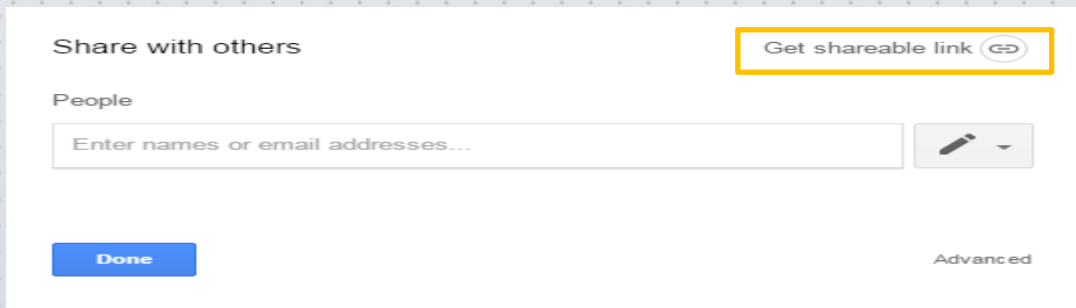 Share with others
Get shareable link
People
Enter names or email addresses...
Done
Advanced